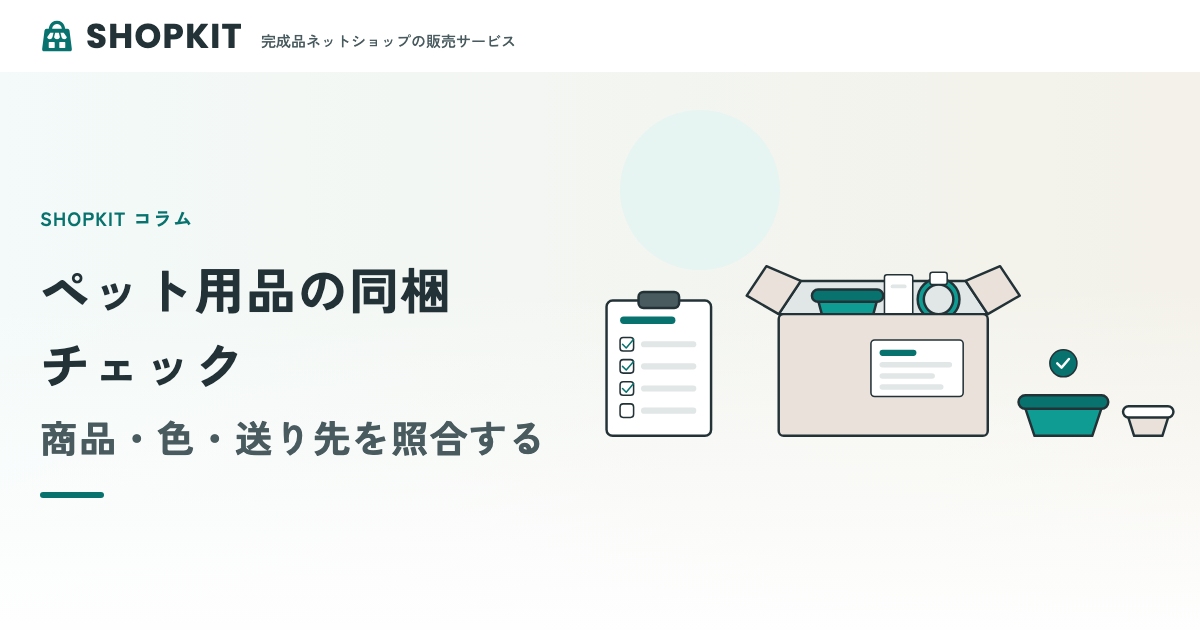 SHOPKIT 完成品ネットショップの販売サービス
SHOPKIT コラム
ペット用品の同梱
チェック
商品・色・送り先を照合する